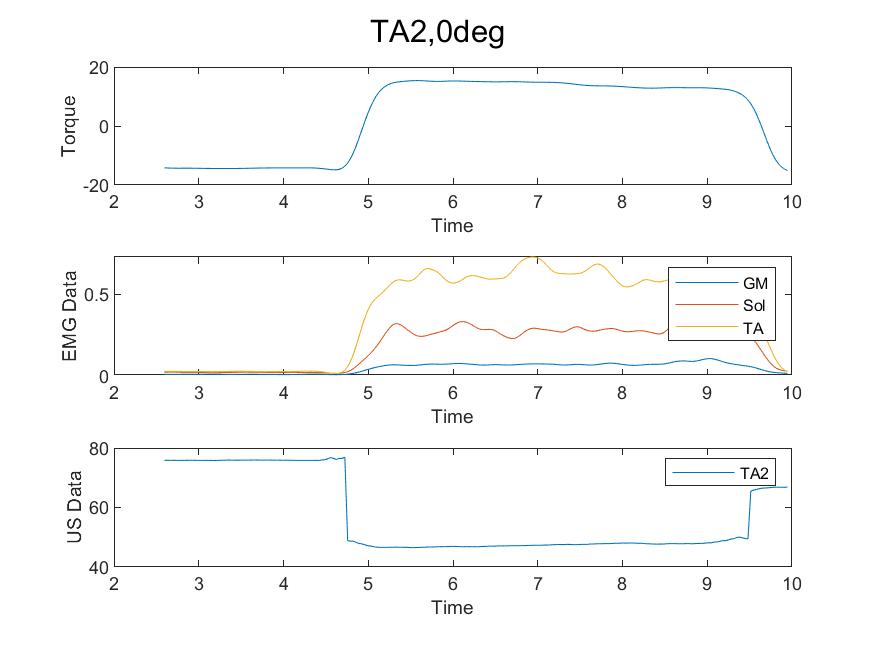 TA2,0deg
20
0
-20
Torque
2 3 4 5 6 7 8 9 10
Time
0.5
0
EMG Data
GM
Sol
TA
2 3 4 5 6 7 8 9 10
Time
80
60
40
US Data
TA2
2 3 4 5 6 7 8 9 10
Time